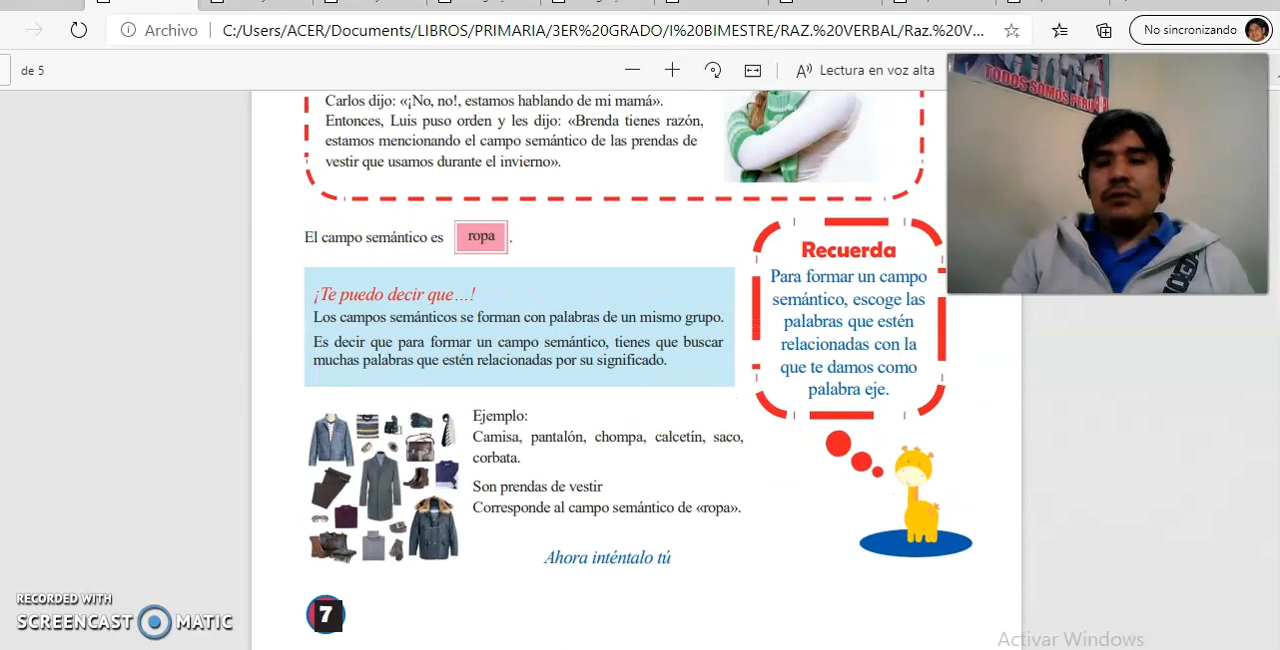 Archivo
C:/Users/ACER/Documents/LIBROS/PRIMARIA/3ER%20GRADO/I%20BIMESTRE/RAZ.%20VERBAL/Raz.%20V...
No sincronizando
de 5
Lectura en voz alta
TODOS SOMOS PERÚ
Carlos dijo: «¡No, no!, estamos hablando de mi mamá».
Entonces, Luis puso orden y les dijo: «Brenda tienes razón,
estamos mencionando el campo semántico de las prendas de
vestir que usamos durante el invierno».
El campo semántico es ropa .
¡Te puedo decir que…!
Los campos semánticos se forman con palabras de un mismo grupo.
Es decir que para formar un campo semántico, tienes que buscar
muchas palabras que estén relacionadas por su significado.
Recuerda
Para formar un campo
semántico, escoge las
palabras que estén
relacionadas con la
que te damos como
palabra eje.
Ejemplo:
Camisa, pantalón, chompa, calcetín, saco,
corbata.
Son prendas de vestir
Corresponde al campo semántico de «ropa».
Ahora inténtalo tú
7
RECORDED WITH
SCREENCAST MATIC
Activar Windows